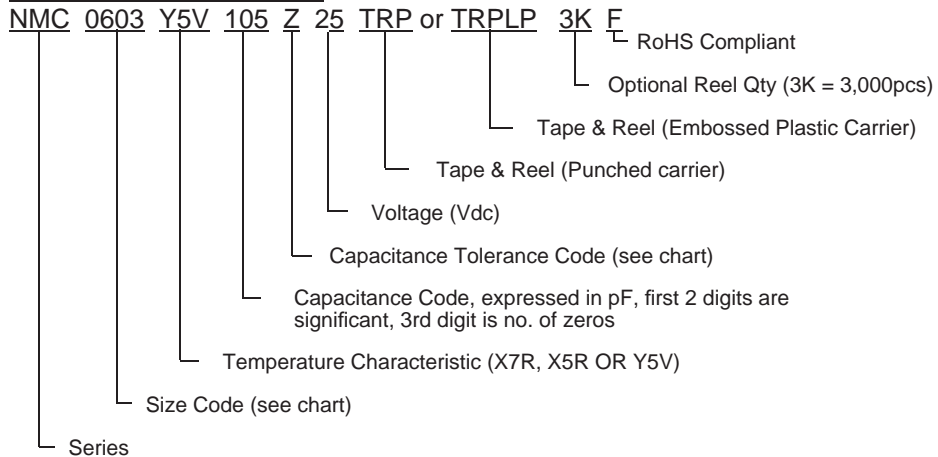 NMC 0603 Y5V 105 Z 25 TRP or TRPLP 3K F
RoHS Compliant
Optional Reel Qty (3K = 3,000pcs)
Tape & Reel (Embossed Plastic Carrier)
Tape & Reel (Punched carrier)
Voltage (Vdc)
Capacitance Tolerance Code (see chart)
Capacitance Code, expressed in pF, first 2 digits are
significant, 3rd digit is no. of zeros
Temperature Characteristic (X7R, X5R OR Y5V)
Size Code (see chart)
Series